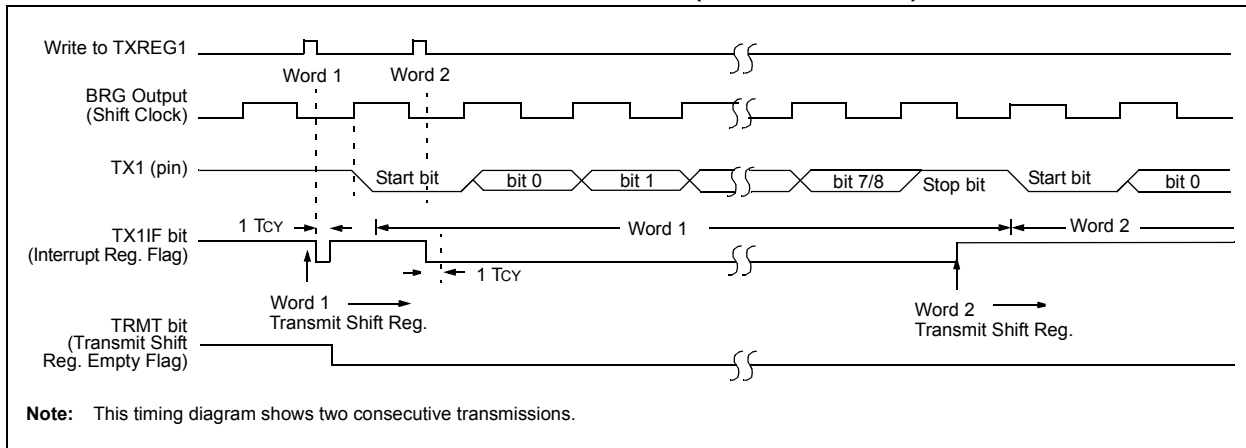 Write to TXREG1
Word 1
Word 2
BRG Output
(Shift Clock)
TX1 (pin)
Start bit
bit 0
bit 1
bit 7/8
Stop bit
Start bit
bit 0
1 TCY
Word 1
Word 2
TX1IF bit
(Interrupt Reg. Flag)
1 TCY
Word 1
Transmit Shift Reg.
Word 2
Transmit Shift Reg.
TRMT bit
(Transmit Shift
Reg. Empty Flag)
Note: This timing diagram shows two consecutive transmissions.